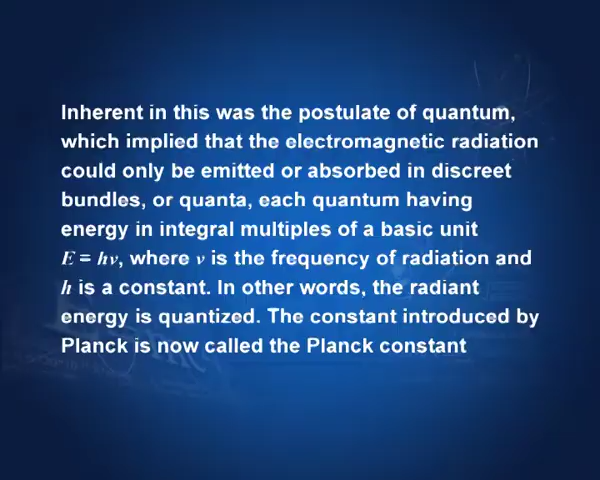 Inherent in this was the postulate of quantum,
which implied that the electromagnetic radiation
could only be emitted or absorbed in discreet
bundles, or quanta, each quantum having
energy in integral multiples of a basic unit
E = hν, where ν is the frequency of radiation and
h is a constant. In other words, the radiant
energy is quantized. The constant introduced by
Planck is now called the Planck constant